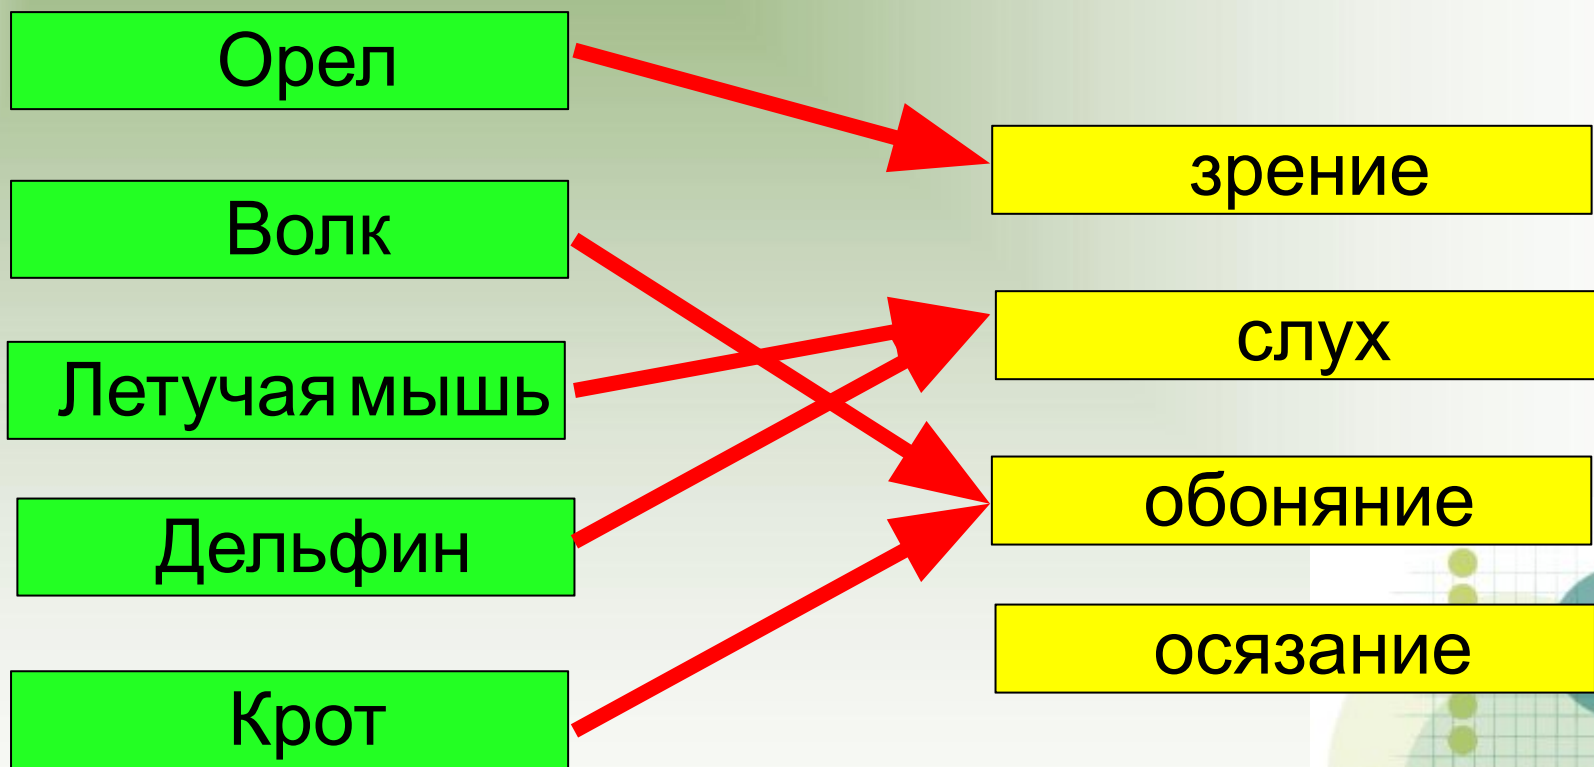 Орел
Волк
Летучая мышь
Дельфин
Крот
зрение
слух
обоняние
осязание